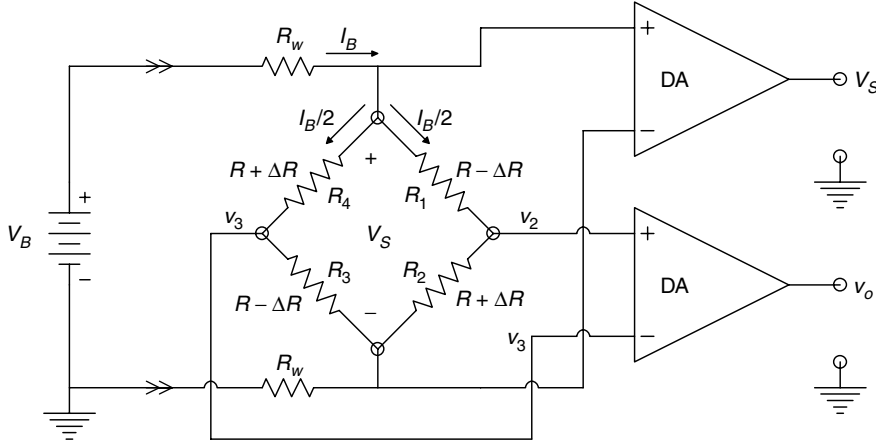 R_w I_B
+ DA V_S
−
I_B/2 I_B/2
R + ΔR + R − ΔR
R_4 R_1
V_B + −
v_3 V_S v_2
+ DA v_o
−
R_3 R_2
R − ΔR − R + ΔR
v_3
R_w